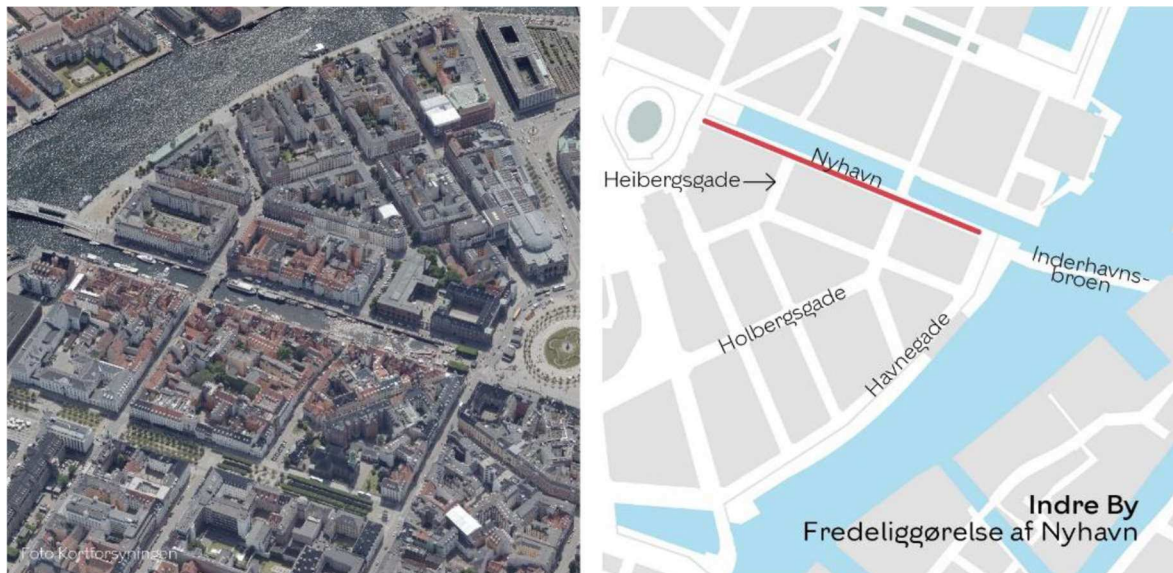 Foto Kortforsyningen
Nyhavn
Heibergsgade
Inderhavns-
broen
Holbergsgade
Havnegade
Indre By
Fredeliggørelse af Nyhavn